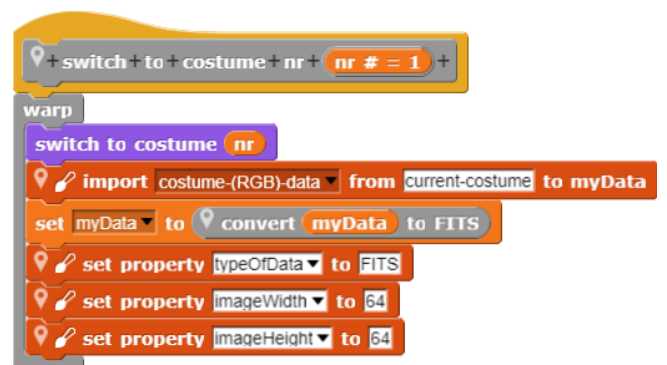 + switch + to + costume + nr + nr # = 1 +
warp
switch to costume nr
import costume-(RGB)-data from current-costume to myData
set myData to convert myData to FITS
set property typeOfData to FITS
set property imageWidth to 64
set property imageHeight to 64